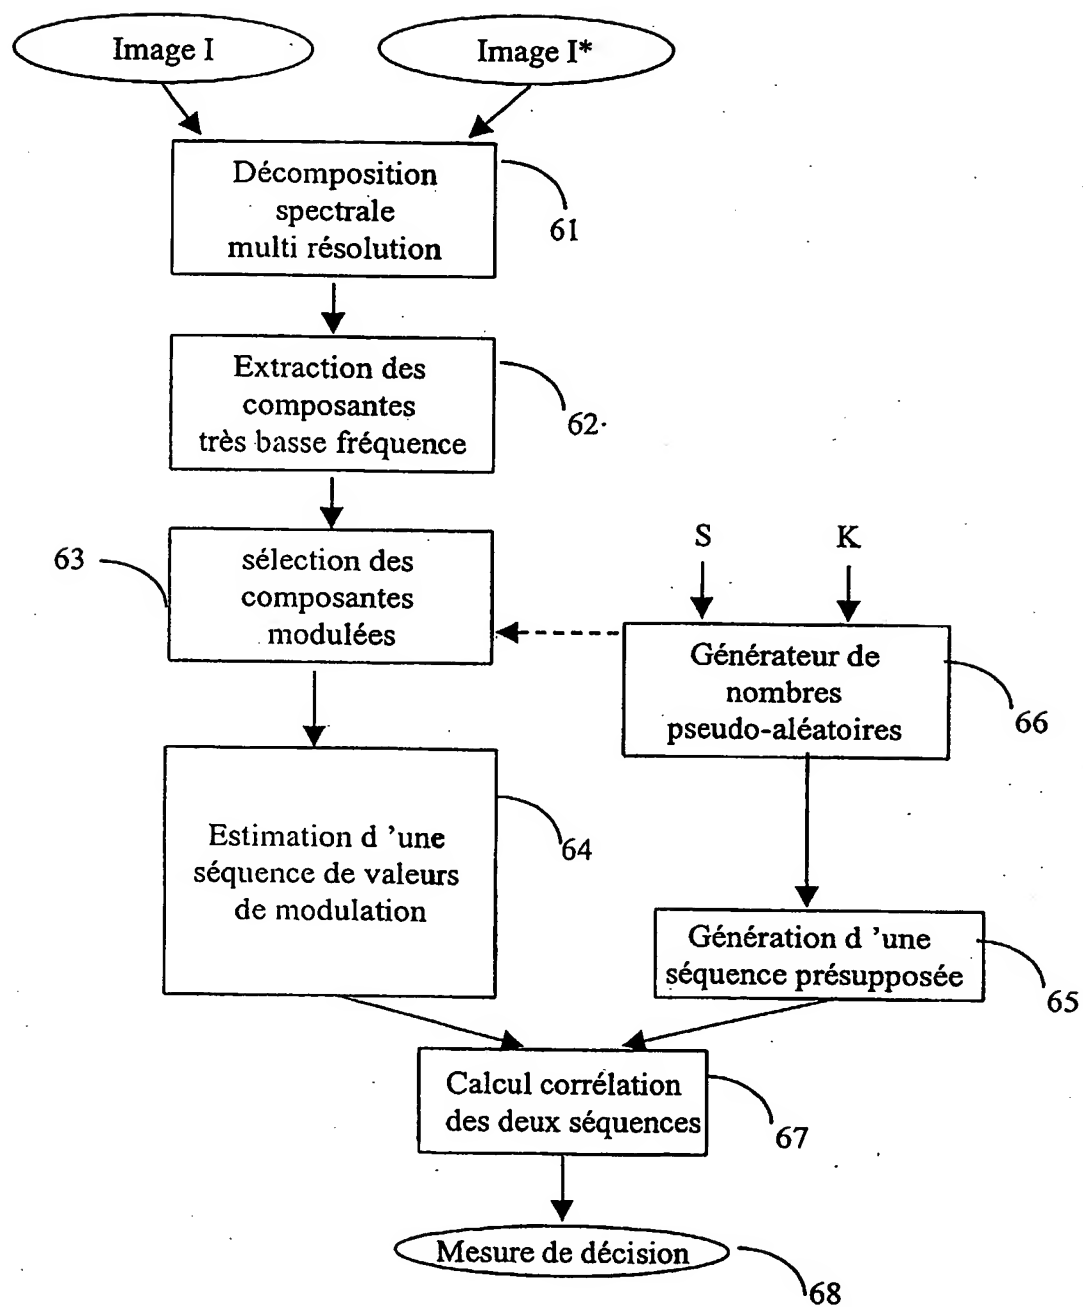 Image I
Image I*
Décomposition
spectrale
multi résolution
61
Extraction des
composantes
très basse fréquence
62
63
sélection des
composantes
modulées
S
K
Générateur de
nombres
pseudo-aléatoires
66
Estimation d 'une
séquence de valeurs
de modulation
64
Génération d 'une
séquence présupposée
65
Calcul corrélation
des deux séquences
67
Mesure de décision
68